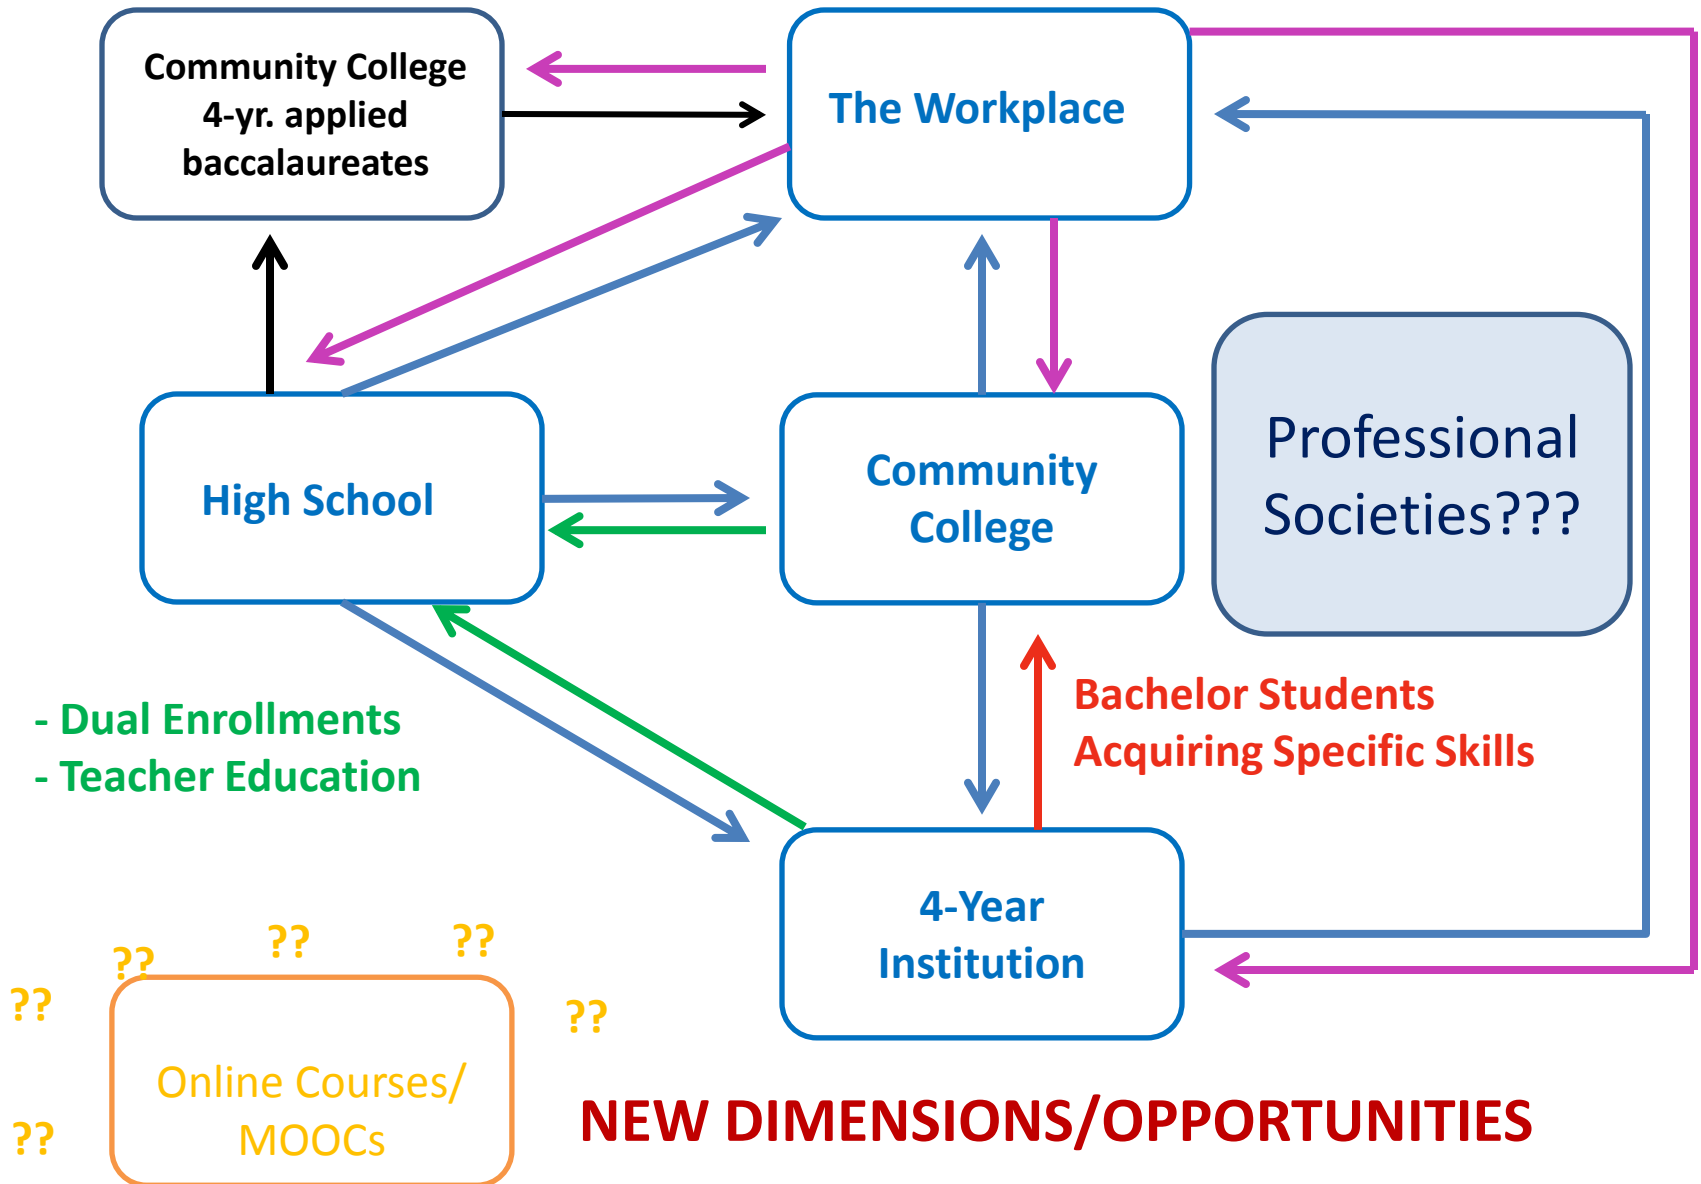 Community College
4-yr. applied
baccalaureates
The Workplace
High School
Community
College
Professional
Societies???
- Dual Enrollments
- Teacher Education
Bachelor Students
Acquiring Specific Skills
4-Year
Institution
??
??
??
??
??
??
Online Courses/
MOOCs
NEW DIMENSIONS/OPPORTUNITIES